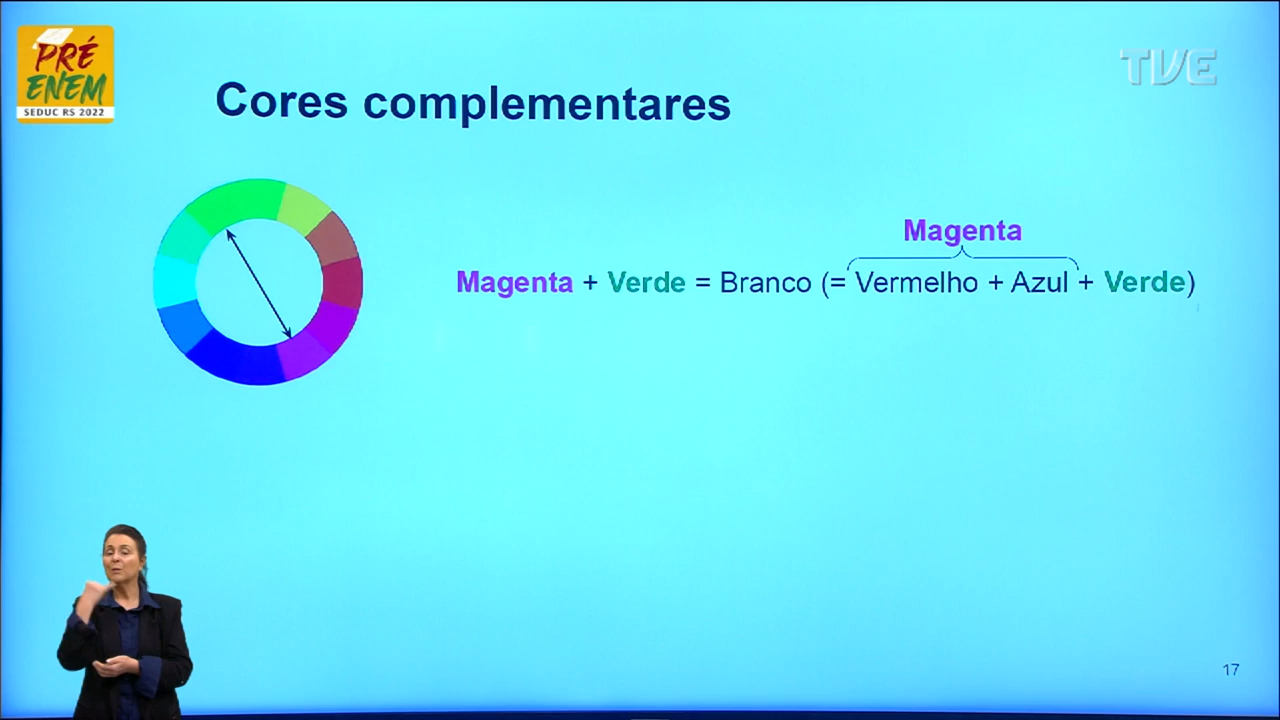 PRÉ
ENEM
SEDUC RS 2022
TVE
Cores complementares
Magenta
Magenta + Verde = Branco (= Vermelho + Azul + Verde)
17